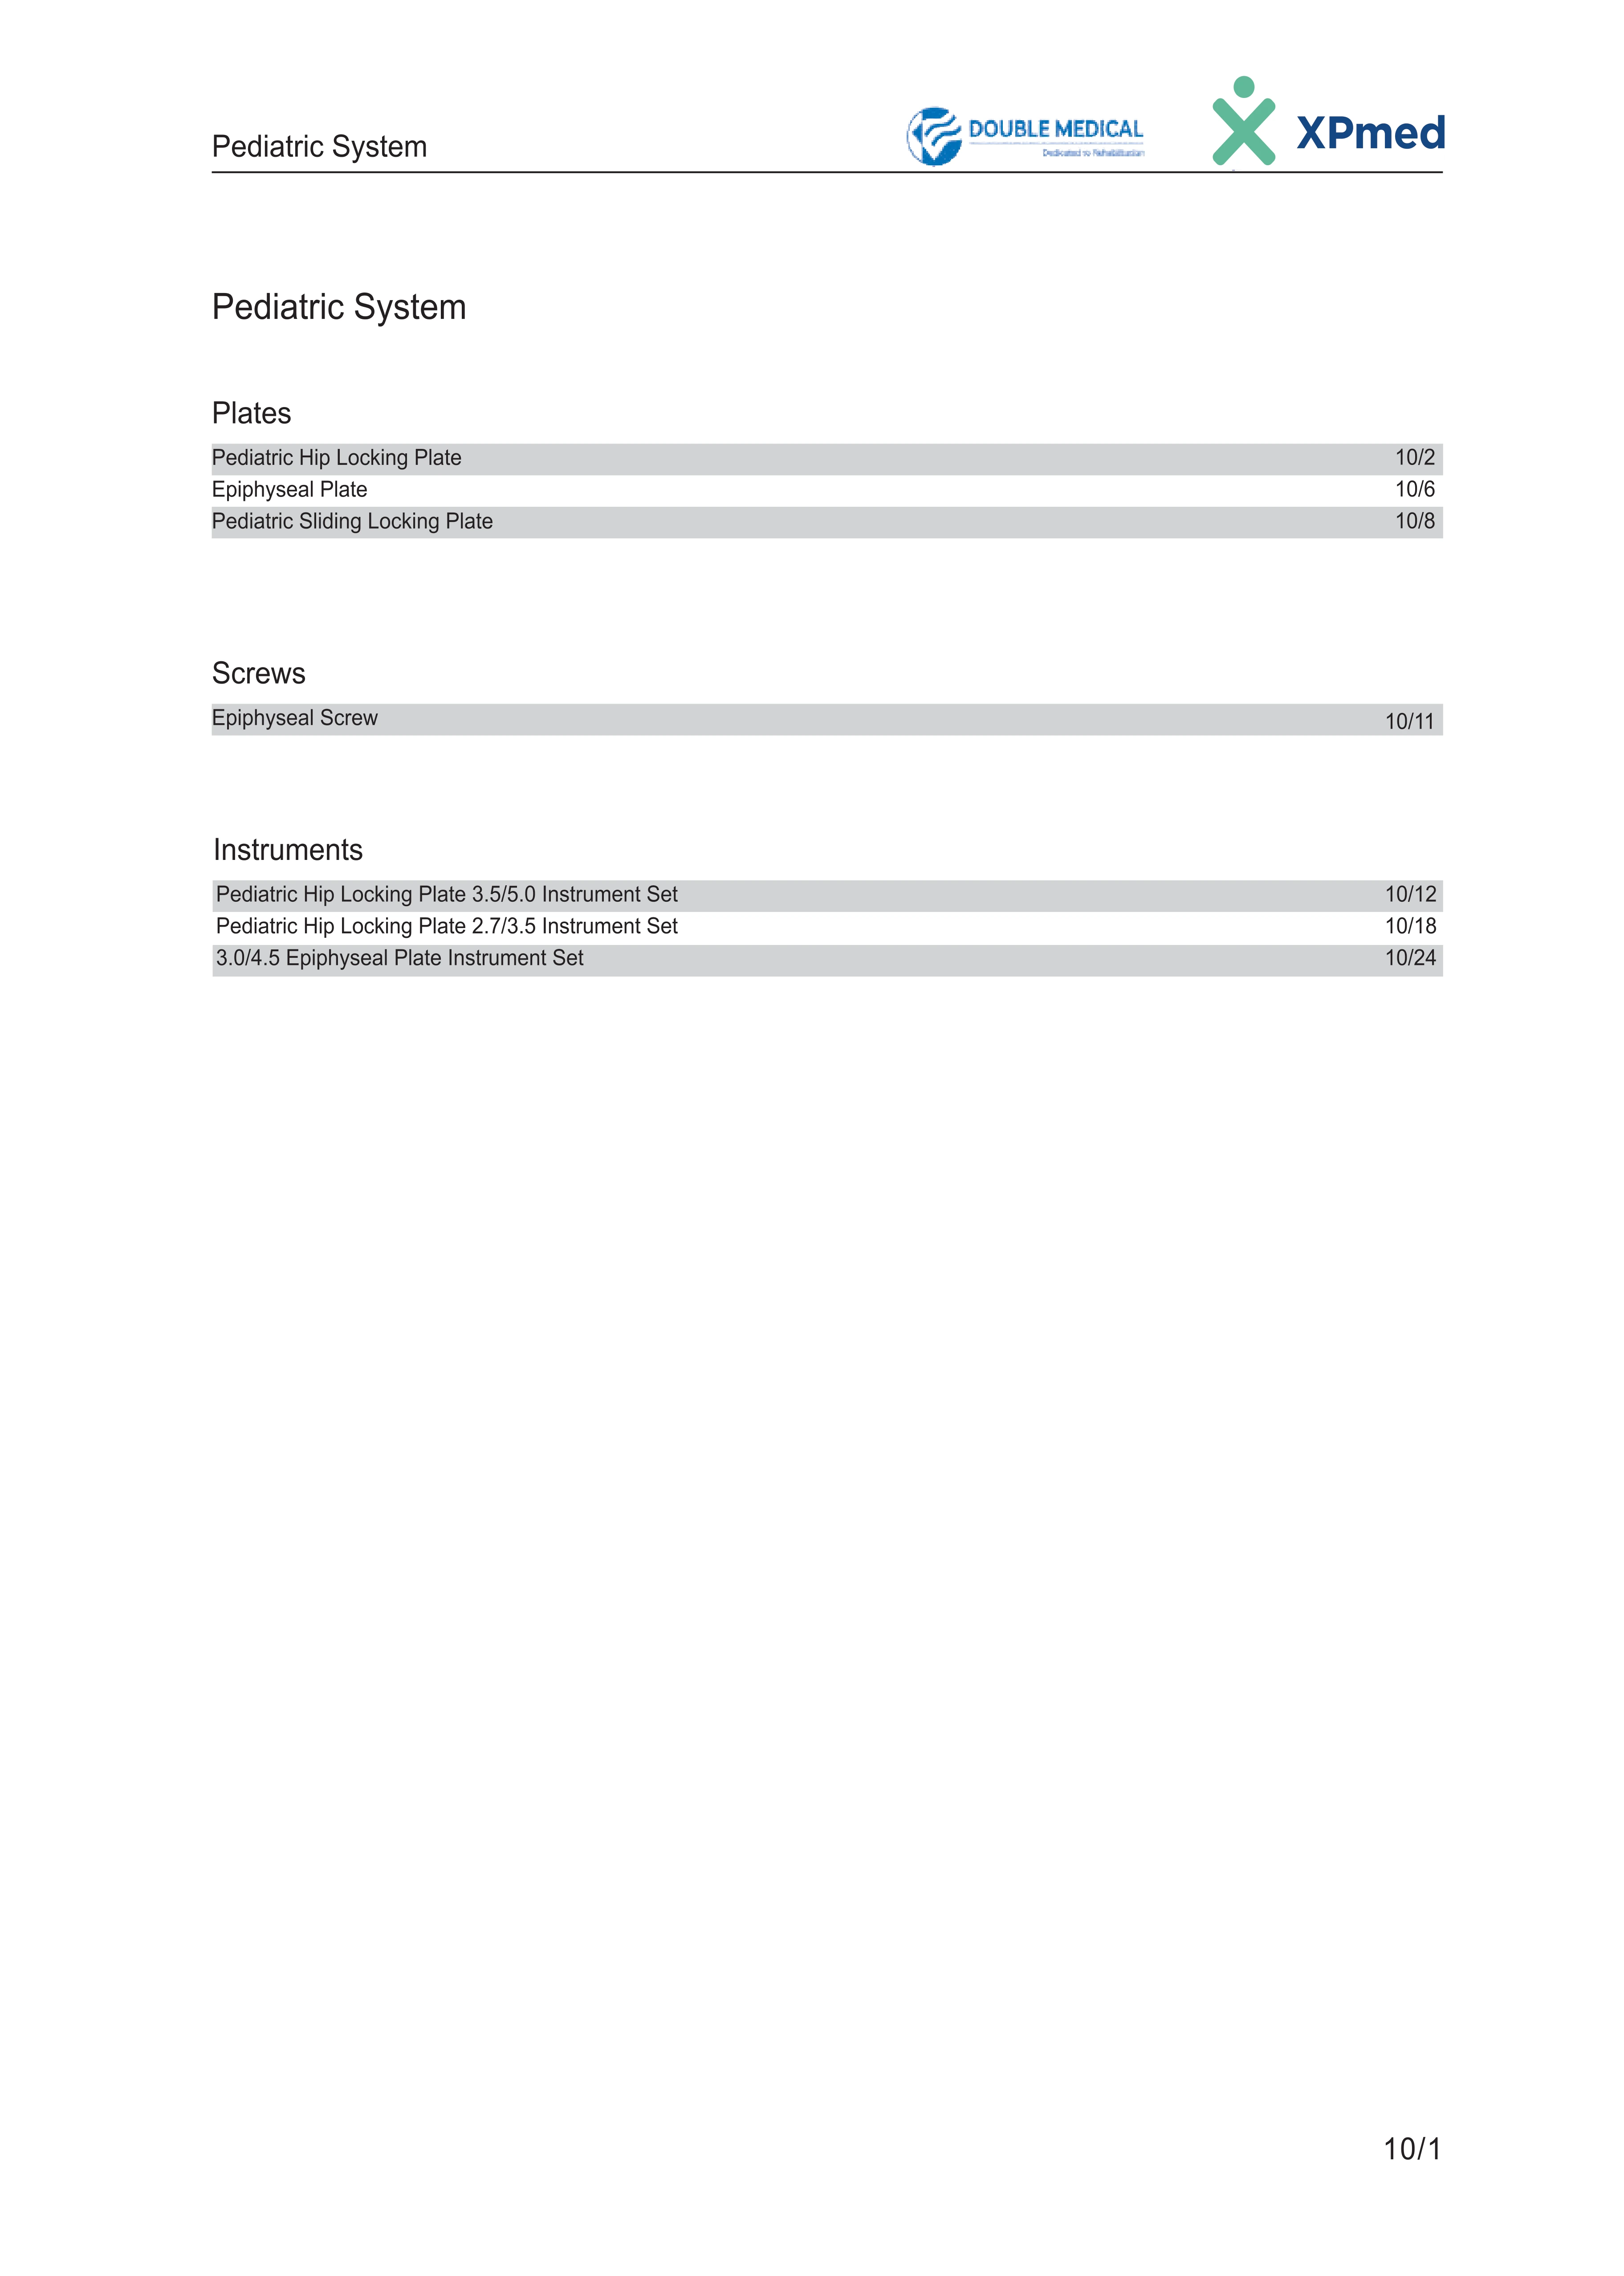 Pediatric System
DOUBLE MEDICAL
Dedicated to Rehabilitation
XPmed
Pediatric System
Plates
Pediatric Hip Locking Plate 10/2
Epiphyseal Plate 10/6
Pediatric Sliding Locking Plate 10/8
Screws
Epiphyseal Screw 10/11
Instruments
Pediatric Hip Locking Plate 3.5/5.0 Instrument Set 10/12
Pediatric Hip Locking Plate 2.7/3.5 Instrument Set 10/18
3.0/4.5 Epiphyseal Plate Instrument Set 10/24
10/1